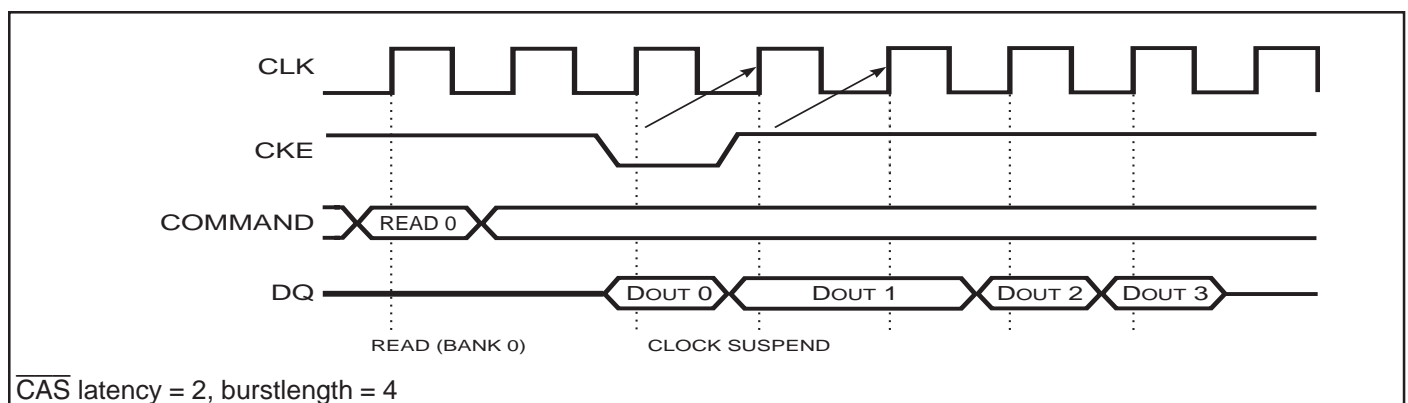 CLK
CKE
COMMAND READ 0
DQ DOUT 0 DOUT 1 DOUT 2 DOUT 3
READ (BANK 0) CLOCK SUSPEND
CAS latency = 2, burstlength = 4